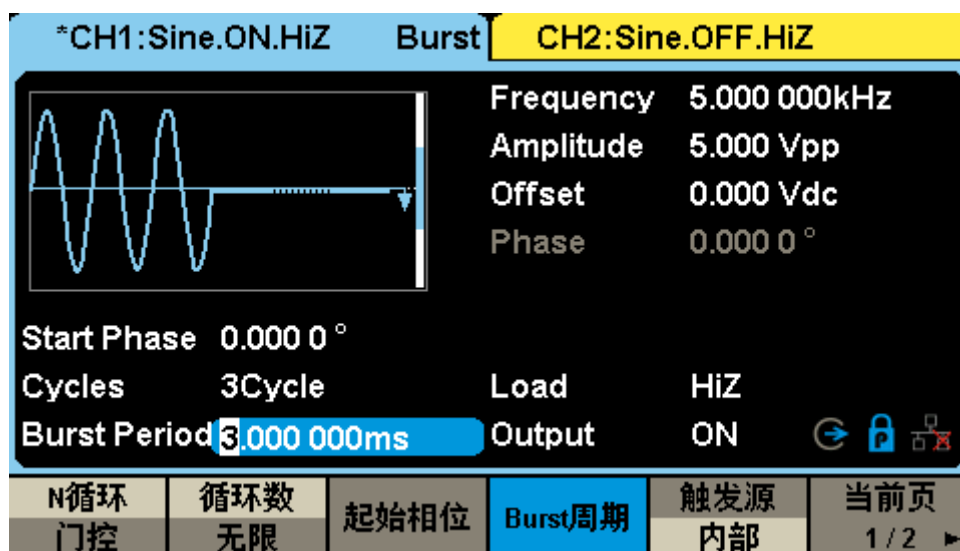 *CH1:Sine.ON.HiZ Burst CH2:Sine.OFF.HiZ
Frequency 5.000 000kHz
Amplitude 5.000 Vpp
Offset 0.000 Vdc
Phase 0.000 0 °
Start Phase 0.000 0 °
Cycles 3Cycle Load HiZ
Burst Period 3.000 000ms Output ON
N循环 循环数 起始相位 Burst周期 触发源 当前页
门控 无限 内部 1/2